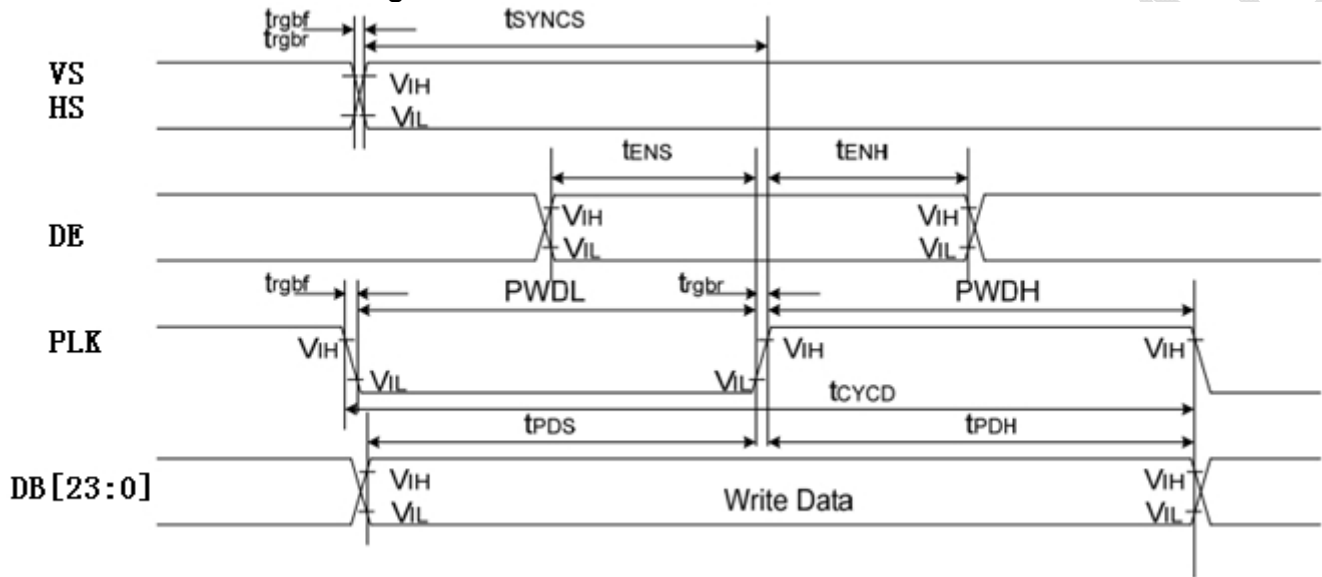 trgbf tSYNCS
trgbr
VS
HS
VIH
VIL
tENS tENH
DE
VIH VIH
VIL VIL
trgbf PWDL trgbr PWDH
PLK
VIH VIH VIH
VIL VIL
tCYCD
tPDS tPDH
DB[23:0]
VIH VIH
Write Data
VIL VIL